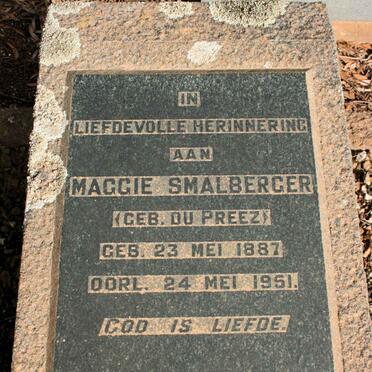 IN
LIEFDEVOLLE HERINNERING
AAN
MAGGIE SMALBERGER
(GEB. DU PREEZ)
GEB. 23 MEI 1887
OORL. 24 MEI 1951.
GOD IS LIEFDE.